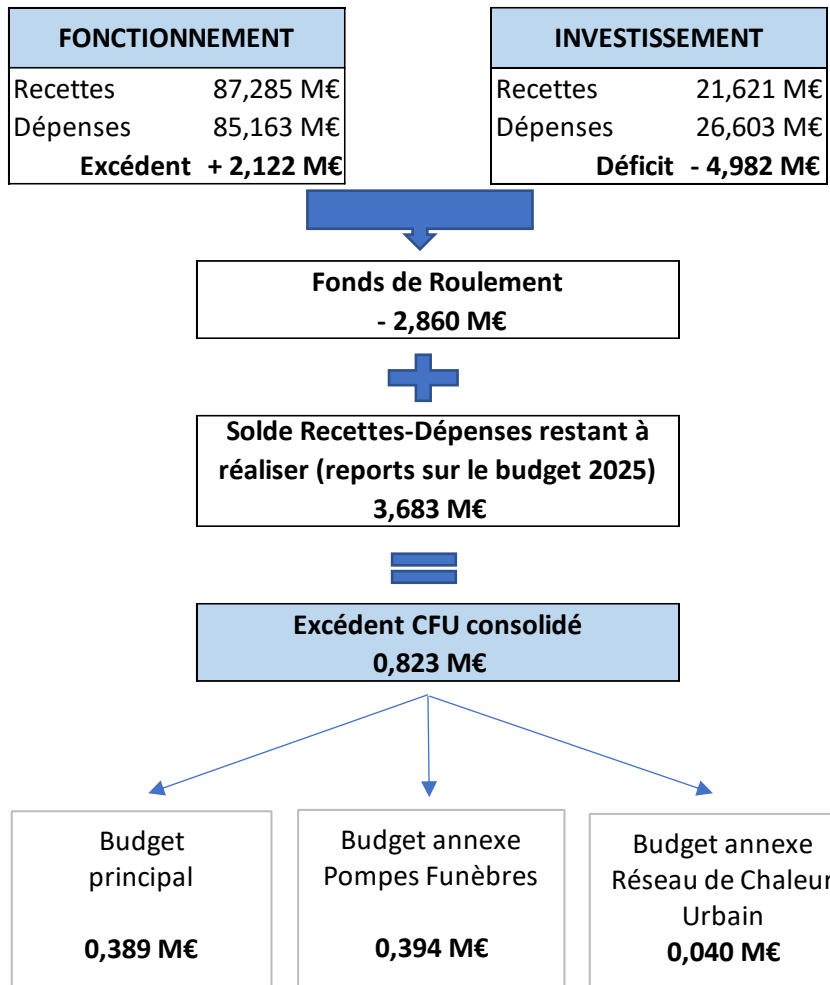 FONCTIONNEMENT
Recettes 87,285 M€
Dépenses 85,163 M€
Excédent + 2,122 M€
INVESTISSEMENT
Recettes 21,621 M€
Dépenses 26,603 M€
Déficit - 4,982 M€
Fonds de Roulement
- 2,860 M€
Solde Recettes-Dépenses restant à
réaliser (reports sur le budget 2025)
3,683 M€
Excédent CFU consolidé
0,823 M€
Budget
principal
0,389 M€
Budget annexe
Pompes Funèbres
0,394 M€
Budget annexe
Réseau de Chaleur
Urbain
0,040 M€